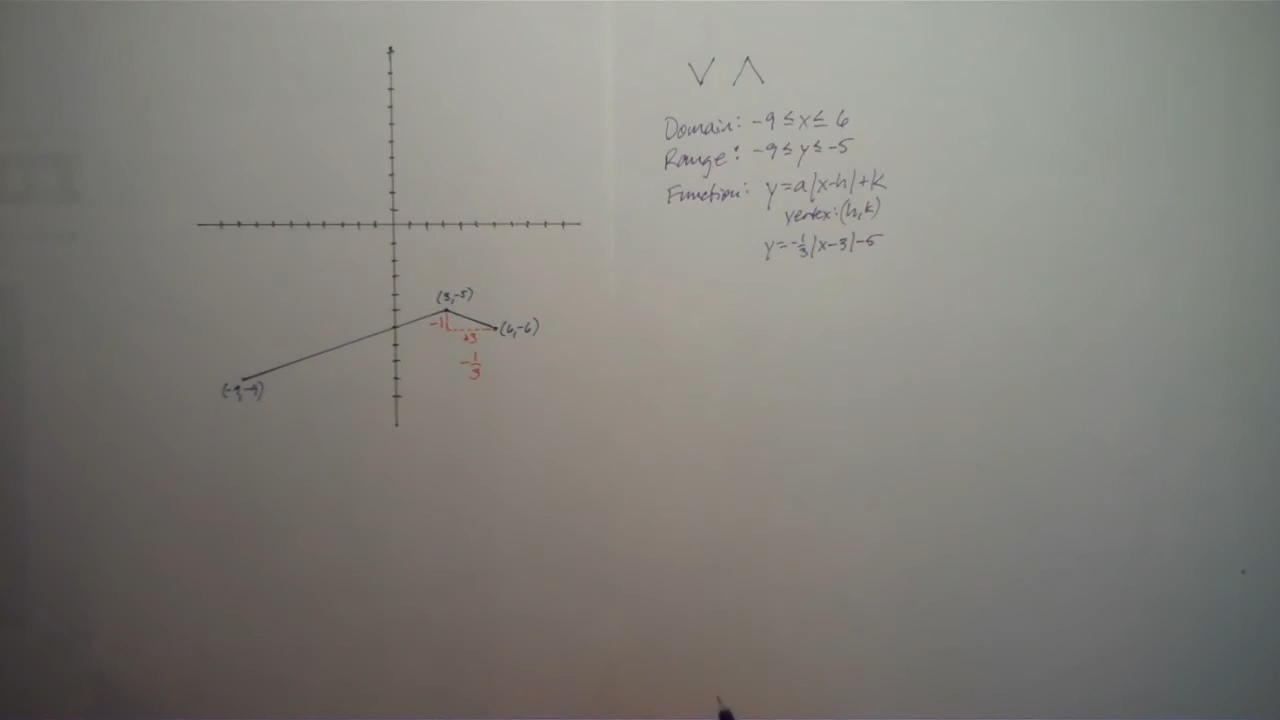 Domain: -9 ≤ x ≤ 6
Range: -9 ≤ y ≤ -5
Function: y=a|x-h|+k
vertex: (h,k)
y=-1/3|x-3|-5
(3,-5)
-1
+3
(6,-6)
-1/3
(-9,-9)